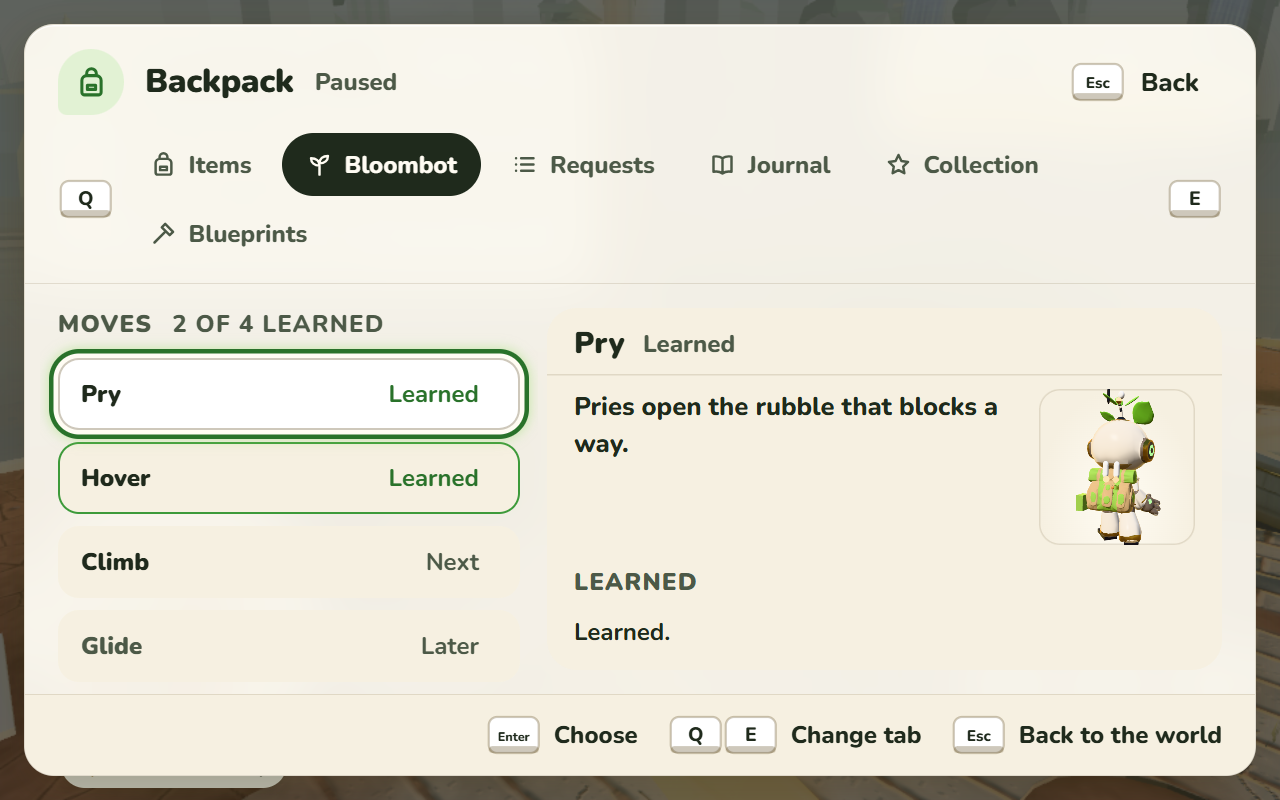 Backpack Paused
Esc Back
Items Bloombot Requests Journal Collection
Q E
Blueprints
MOVES 2 OF 4 LEARNED
Pry Learned
Hover Learned
Climb Next
Glide Later
Pry Learned
Pries open the rubble that blocks a
way.
LEARNED
Learned.
Enter Choose Q E Change tab Esc Back to the world